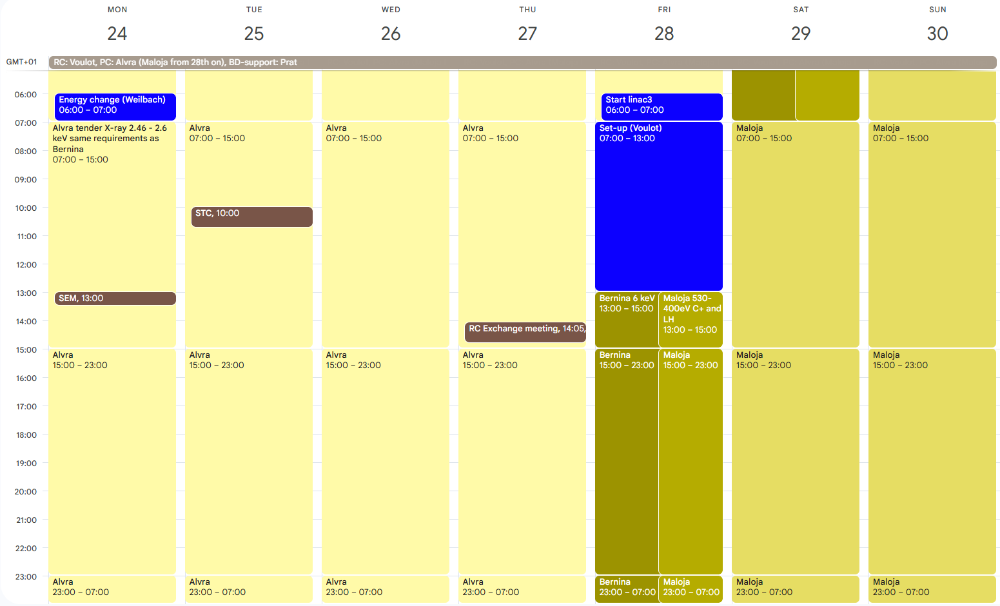 MON
TUE
WED
THU
FRI
SAT
SUN
24
25
26
27
28
29
30
GMT+01
RC: Voulot, PC: Alvra (Maloja from 28th on), BD-support: Prat
06:00
07:00
08:00
09:00
10:00
11:00
12:00
13:00
14:00
15:00
16:00
17:00
18:00
19:00
20:00
21:00
22:00
23:00
Energy change (Weilbach)
06:00 – 07:00
Alvra tender X-ray 2.46 - 2.6
keV same requirements as
Bernina
07:00 – 15:00
SEM, 13:00
Alvra
15:00 – 23:00
Alvra
23:00 – 07:00
Alvra
07:00 – 15:00
STC, 10:00
Alvra
15:00 – 23:00
Alvra
23:00 – 07:00
Alvra
07:00 – 15:00
Alvra
15:00 – 23:00
Alvra
23:00 – 07:00
Alvra
07:00 – 15:00
RC Exchange meeting, 14:05,
Alvra
15:00 – 23:00
Alvra
23:00 – 07:00
Start linac3
06:00 – 07:00
Set-up (Voulot)
07:00 – 13:00
Bernina 6 keV
13:00 – 15:00
Maloja 530-
400eV C+ and
LH
13:00 – 15:00
Bernina
15:00 – 23:00
Maloja
15:00 – 23:00
Bernina
23:00 – 07:00
Maloja
23:00 – 07:00
Maloja
07:00 – 15:00
Maloja
15:00 – 23:00
Maloja
23:00 – 07:00
Maloja
07:00 – 15:00
Maloja
15:00 – 23:00
Maloja
23:00 – 07:00